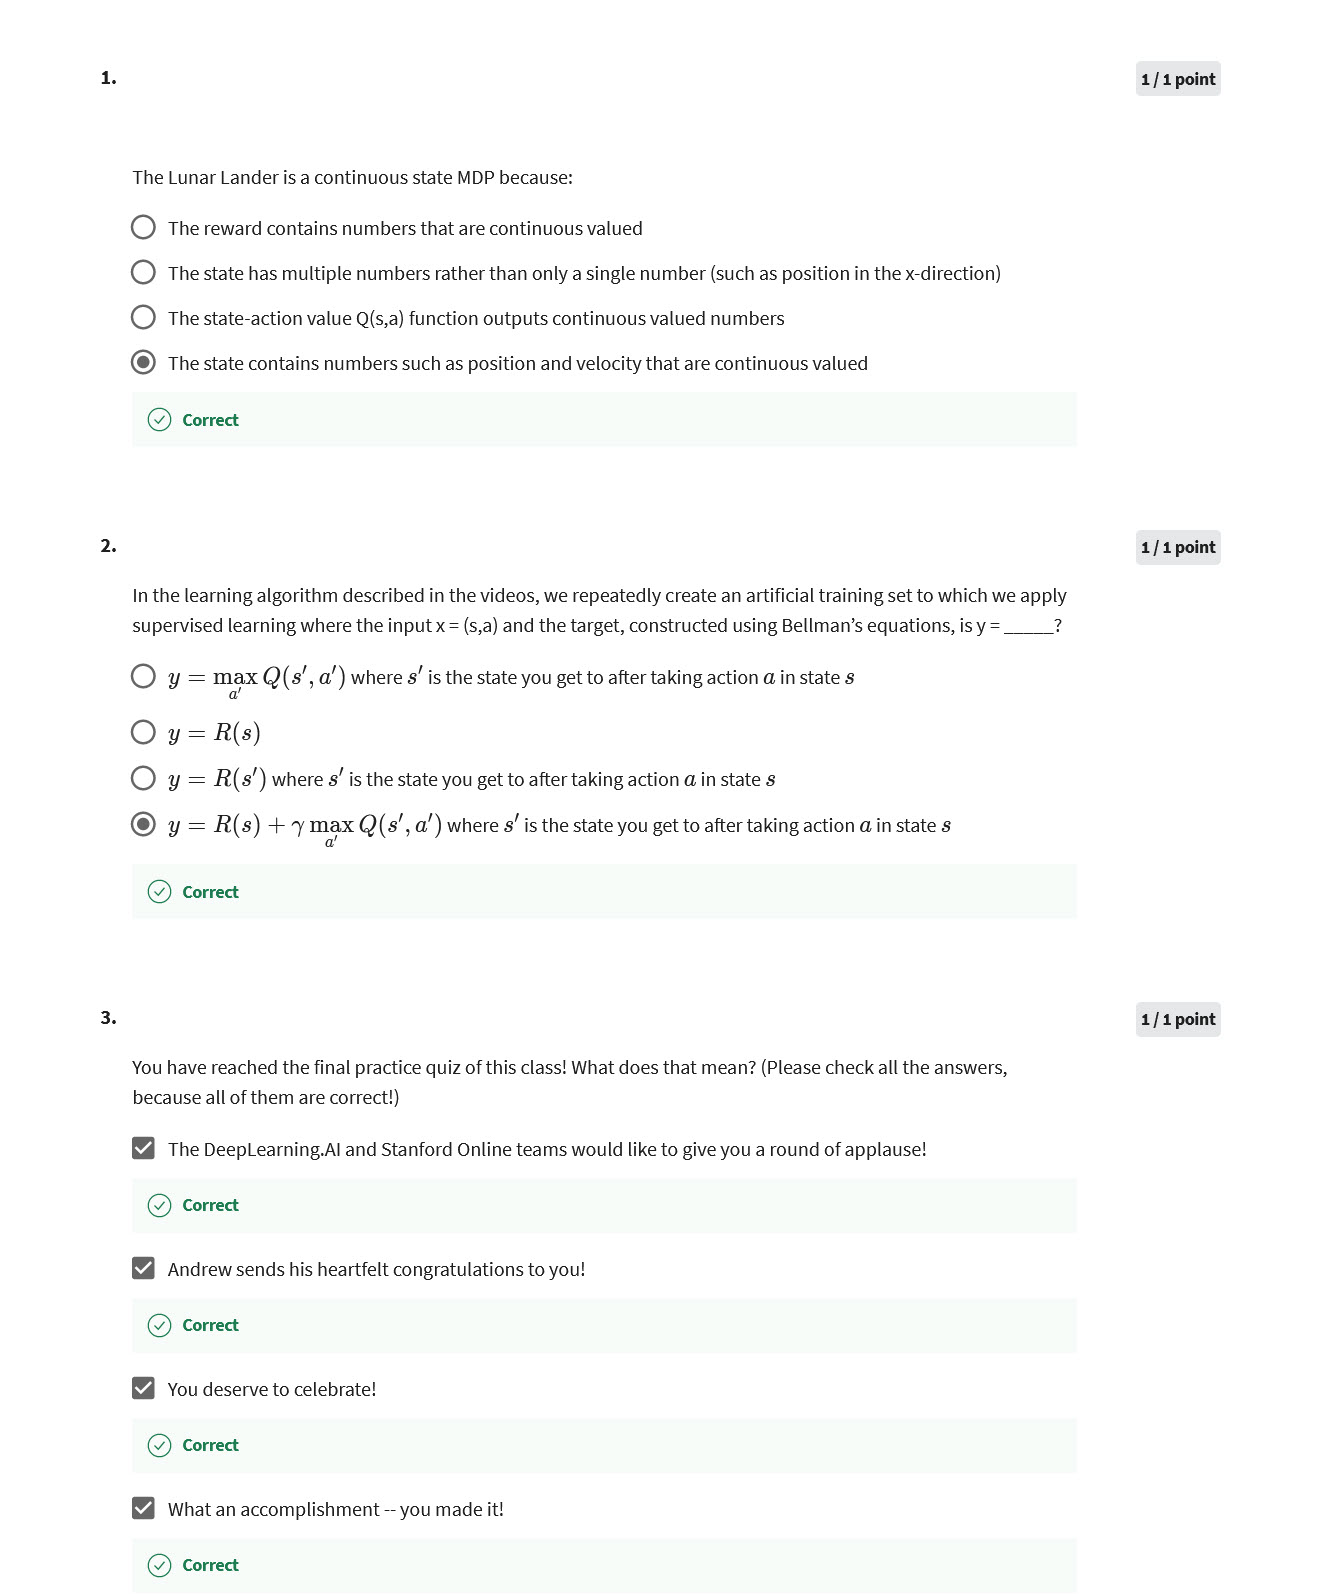 1.
1 / 1 point
The Lunar Lander is a continuous state MDP because:
The reward contains numbers that are continuous valued
The state has multiple numbers rather than only a single number (such as position in the x-direction)
The state-action value Q(s,a) function outputs continuous valued numbers
The state contains numbers such as position and velocity that are continuous valued
Correct
2.
1 / 1 point
In the learning algorithm described in the videos, we repeatedly create an artificial training set to which we apply
supervised learning where the input x = (s,a) and the target, constructed using Bellman’s equations, is y = _____?
y = max_{a′} Q(s′, a′) where s′ is the state you get to after taking action a in state s
y = R(s)
y = R(s′) where s′ is the state you get to after taking action a in state s
y = R(s) + γ max_{a′} Q(s′, a′) where s′ is the state you get to after taking action a in state s
Correct
3.
1 / 1 point
You have reached the final practice quiz of this class! What does that mean? (Please check all the answers,
because all of them are correct!)
The DeepLearning.AI and Stanford Online teams would like to give you a round of applause!
Correct
Andrew sends his heartfelt congratulations to you!
Correct
You deserve to celebrate!
Correct
What an accomplishment -- you made it!
Correct